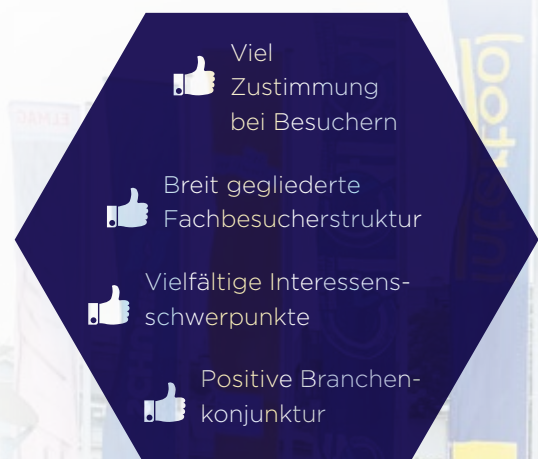 Viel
Zustimmung
bei Besuchern
Breit gegliederte
Fachbesucherstruktur
Vielfältige Interessens-
schwerpunkte
Positive Branchen-
konjunktur